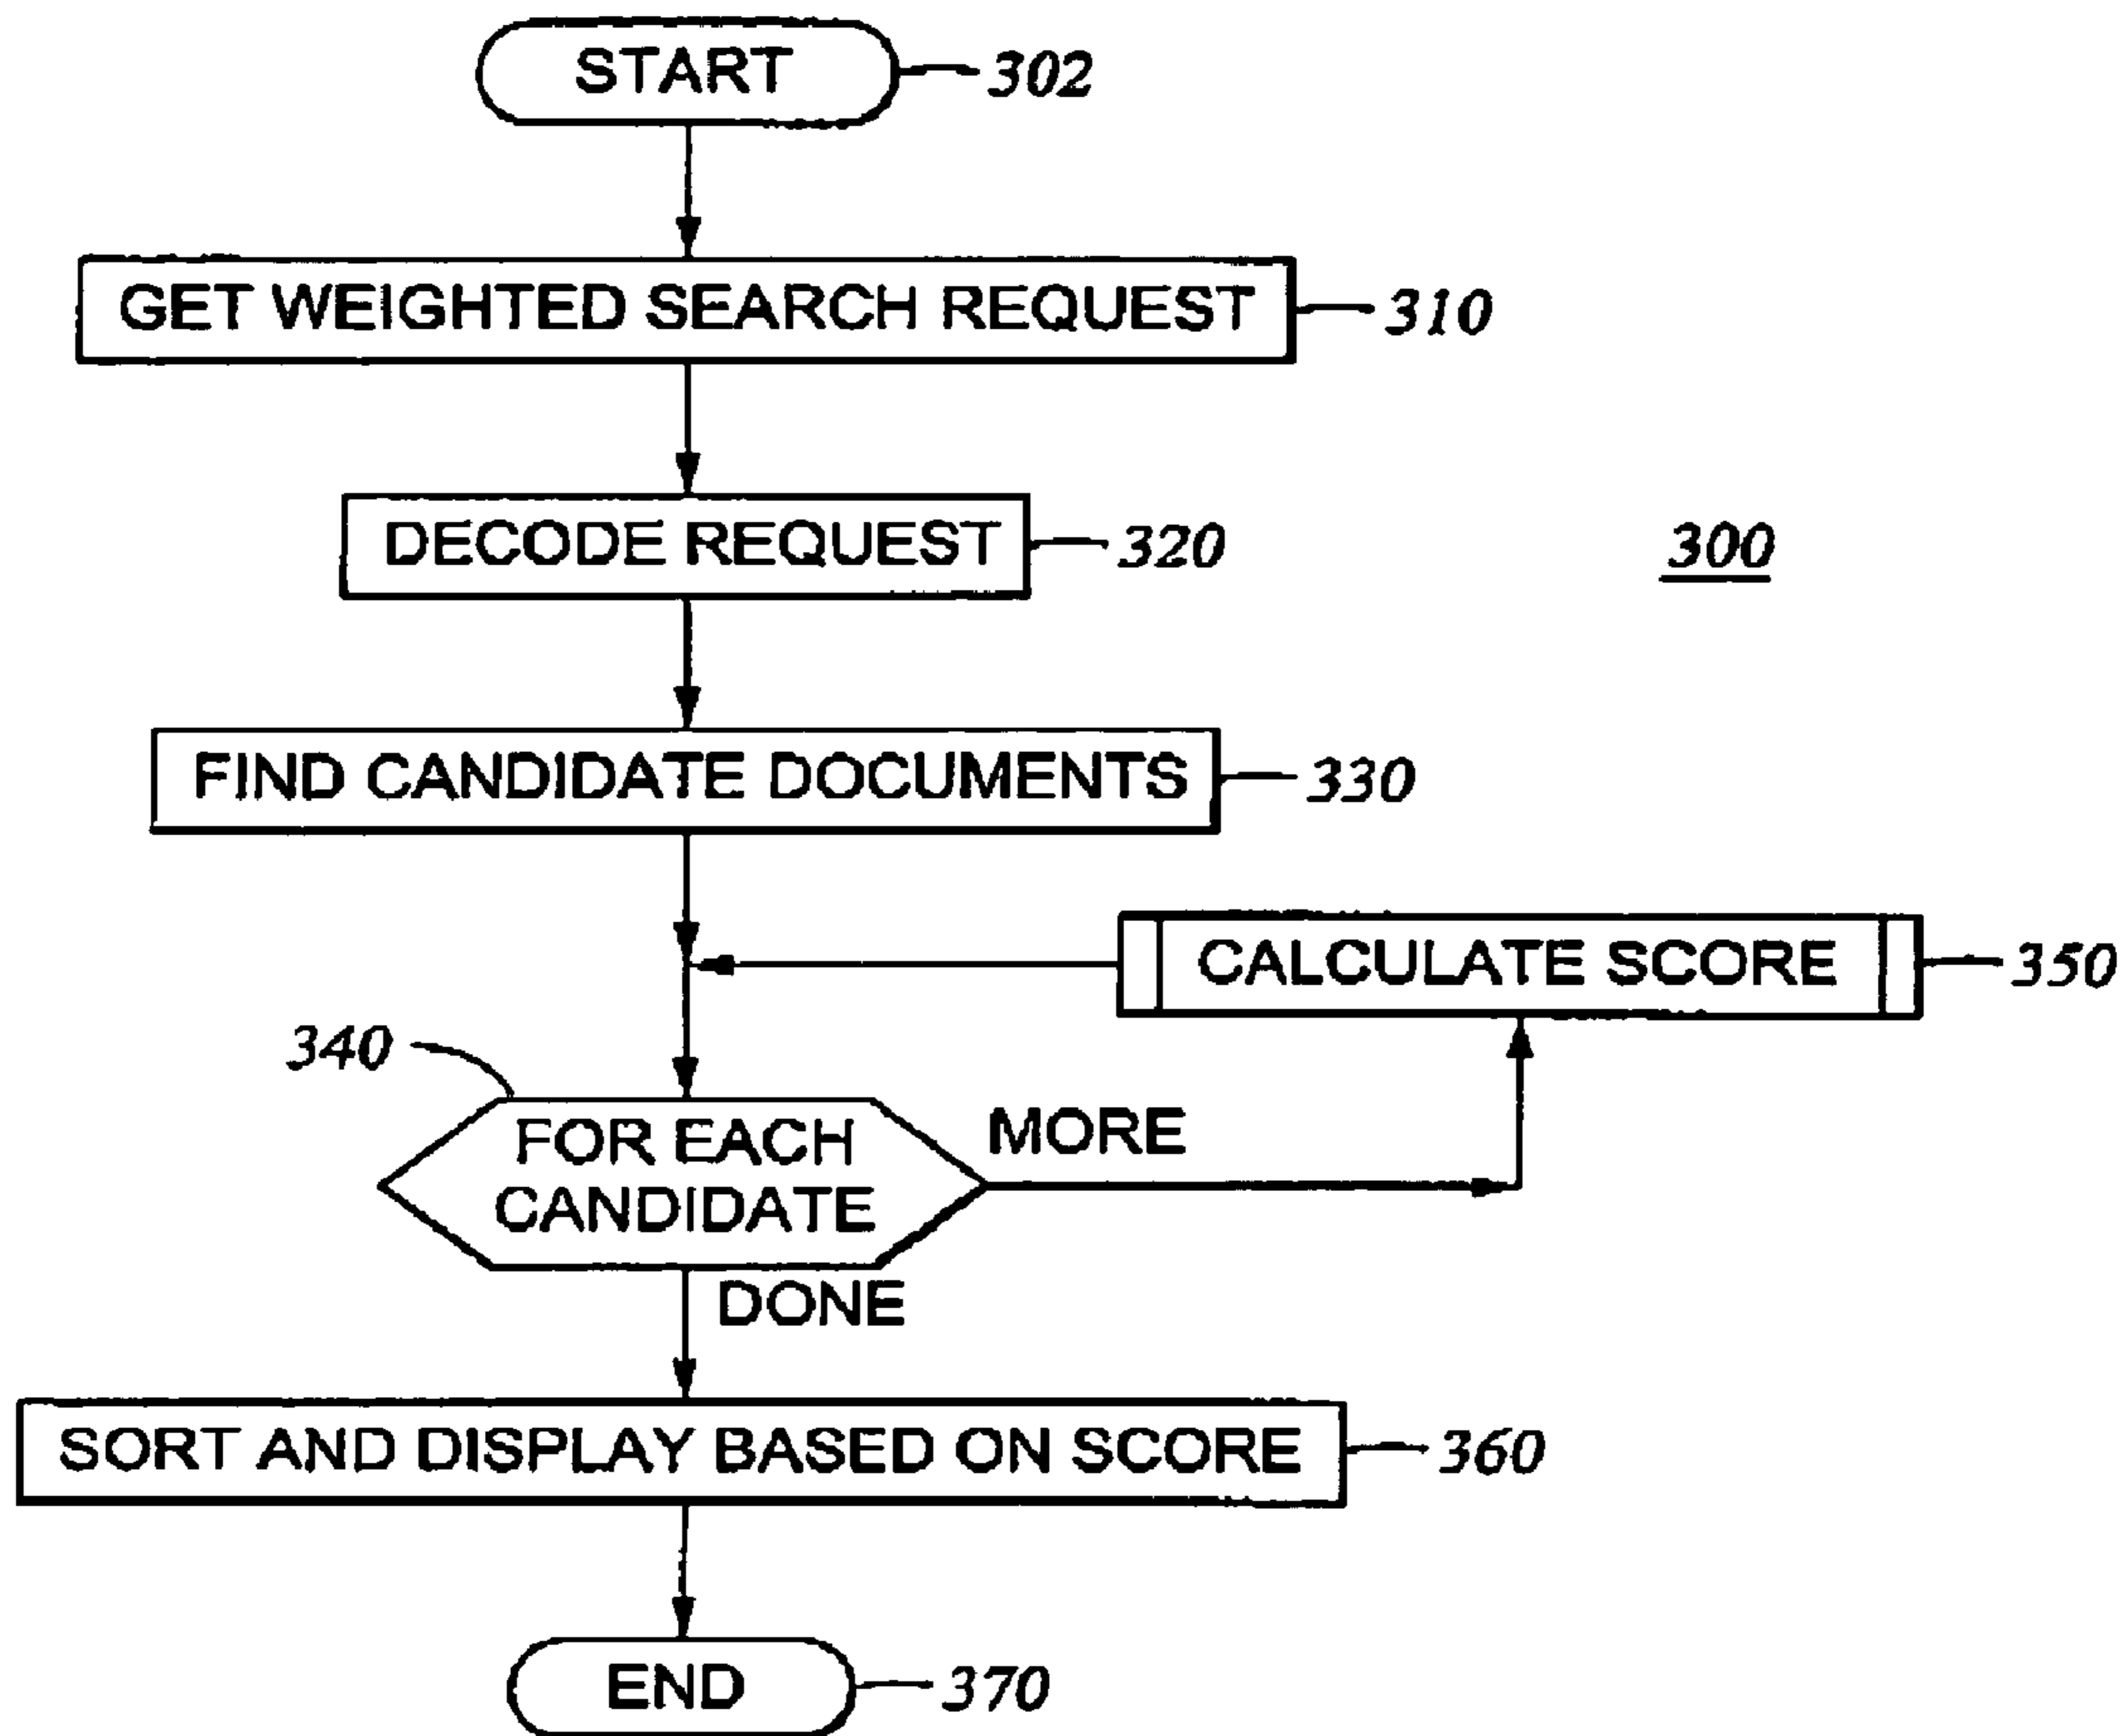 START
302
GET WEIGHTED SEARCH REQUEST
310
DECODE REQUEST
320
300
FIND CANDIDATE DOCUMENTS
330
CALCULATE SCORE
350
340
FOR EACH
CANDIDATE
MORE
DONE
SORT AND DISPLAY BASED ON SCORE
360
END
370